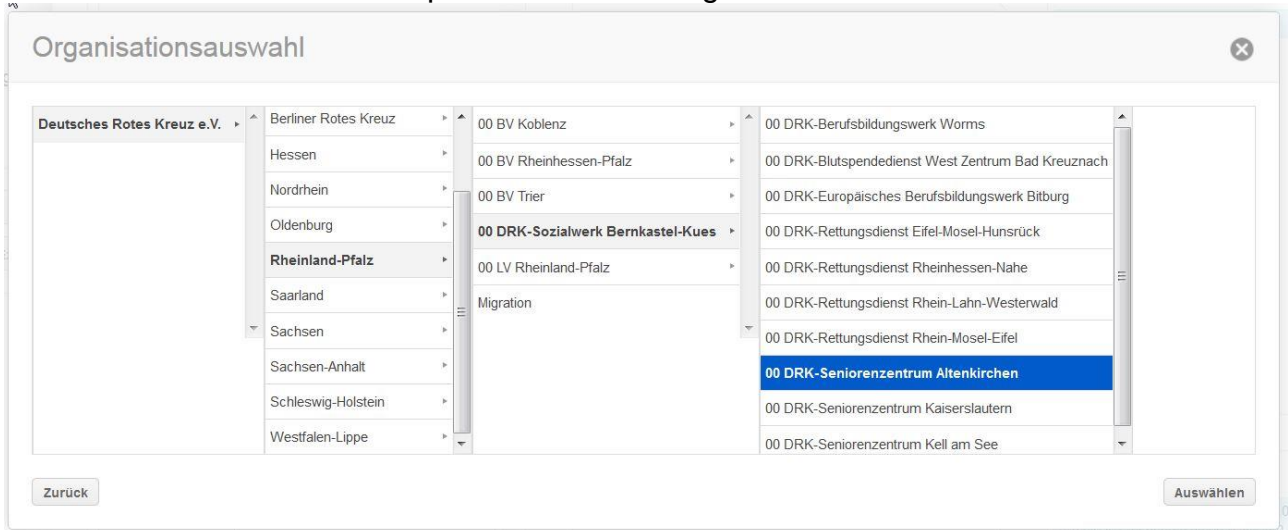 Organisationsauswahl
Deutsches Rotes Kreuz e.V.
Berliner Rotes Kreuz
Hessen
Nordrhein
Oldenburg
Rheinland-Pfalz
Saarland
Sachsen
Sachsen-Anhalt
Schleswig-Holstein
Westfalen-Lippe
00 BV Koblenz
00 BV Rheinhessen-Pfalz
00 BV Trier
00 DRK-Sozialwerk Bernkastel-Kues
00 LV Rheinland-Pfalz
Migration
00 DRK-Berufsbildungswerk Worms
00 DRK-Blutspendedienst West Zentrum Bad Kreuznach
00 DRK-Europäisches Berufsbildungswerk Bitburg
00 DRK-Rettungsdienst Eifel-Mosel-Hunsrück
00 DRK-Rettungsdienst Rheinhessen-Nahe
00 DRK-Rettungsdienst Rhein-Lahn-Westerwald
00 DRK-Rettungsdienst Rhein-Mosel-Eifel
00 DRK-Seniorenzentrum Altenkirchen
00 DRK-Seniorenzentrum Kaiserslautern
00 DRK-Seniorenzentrum Kell am See
Zurück
Auswählen